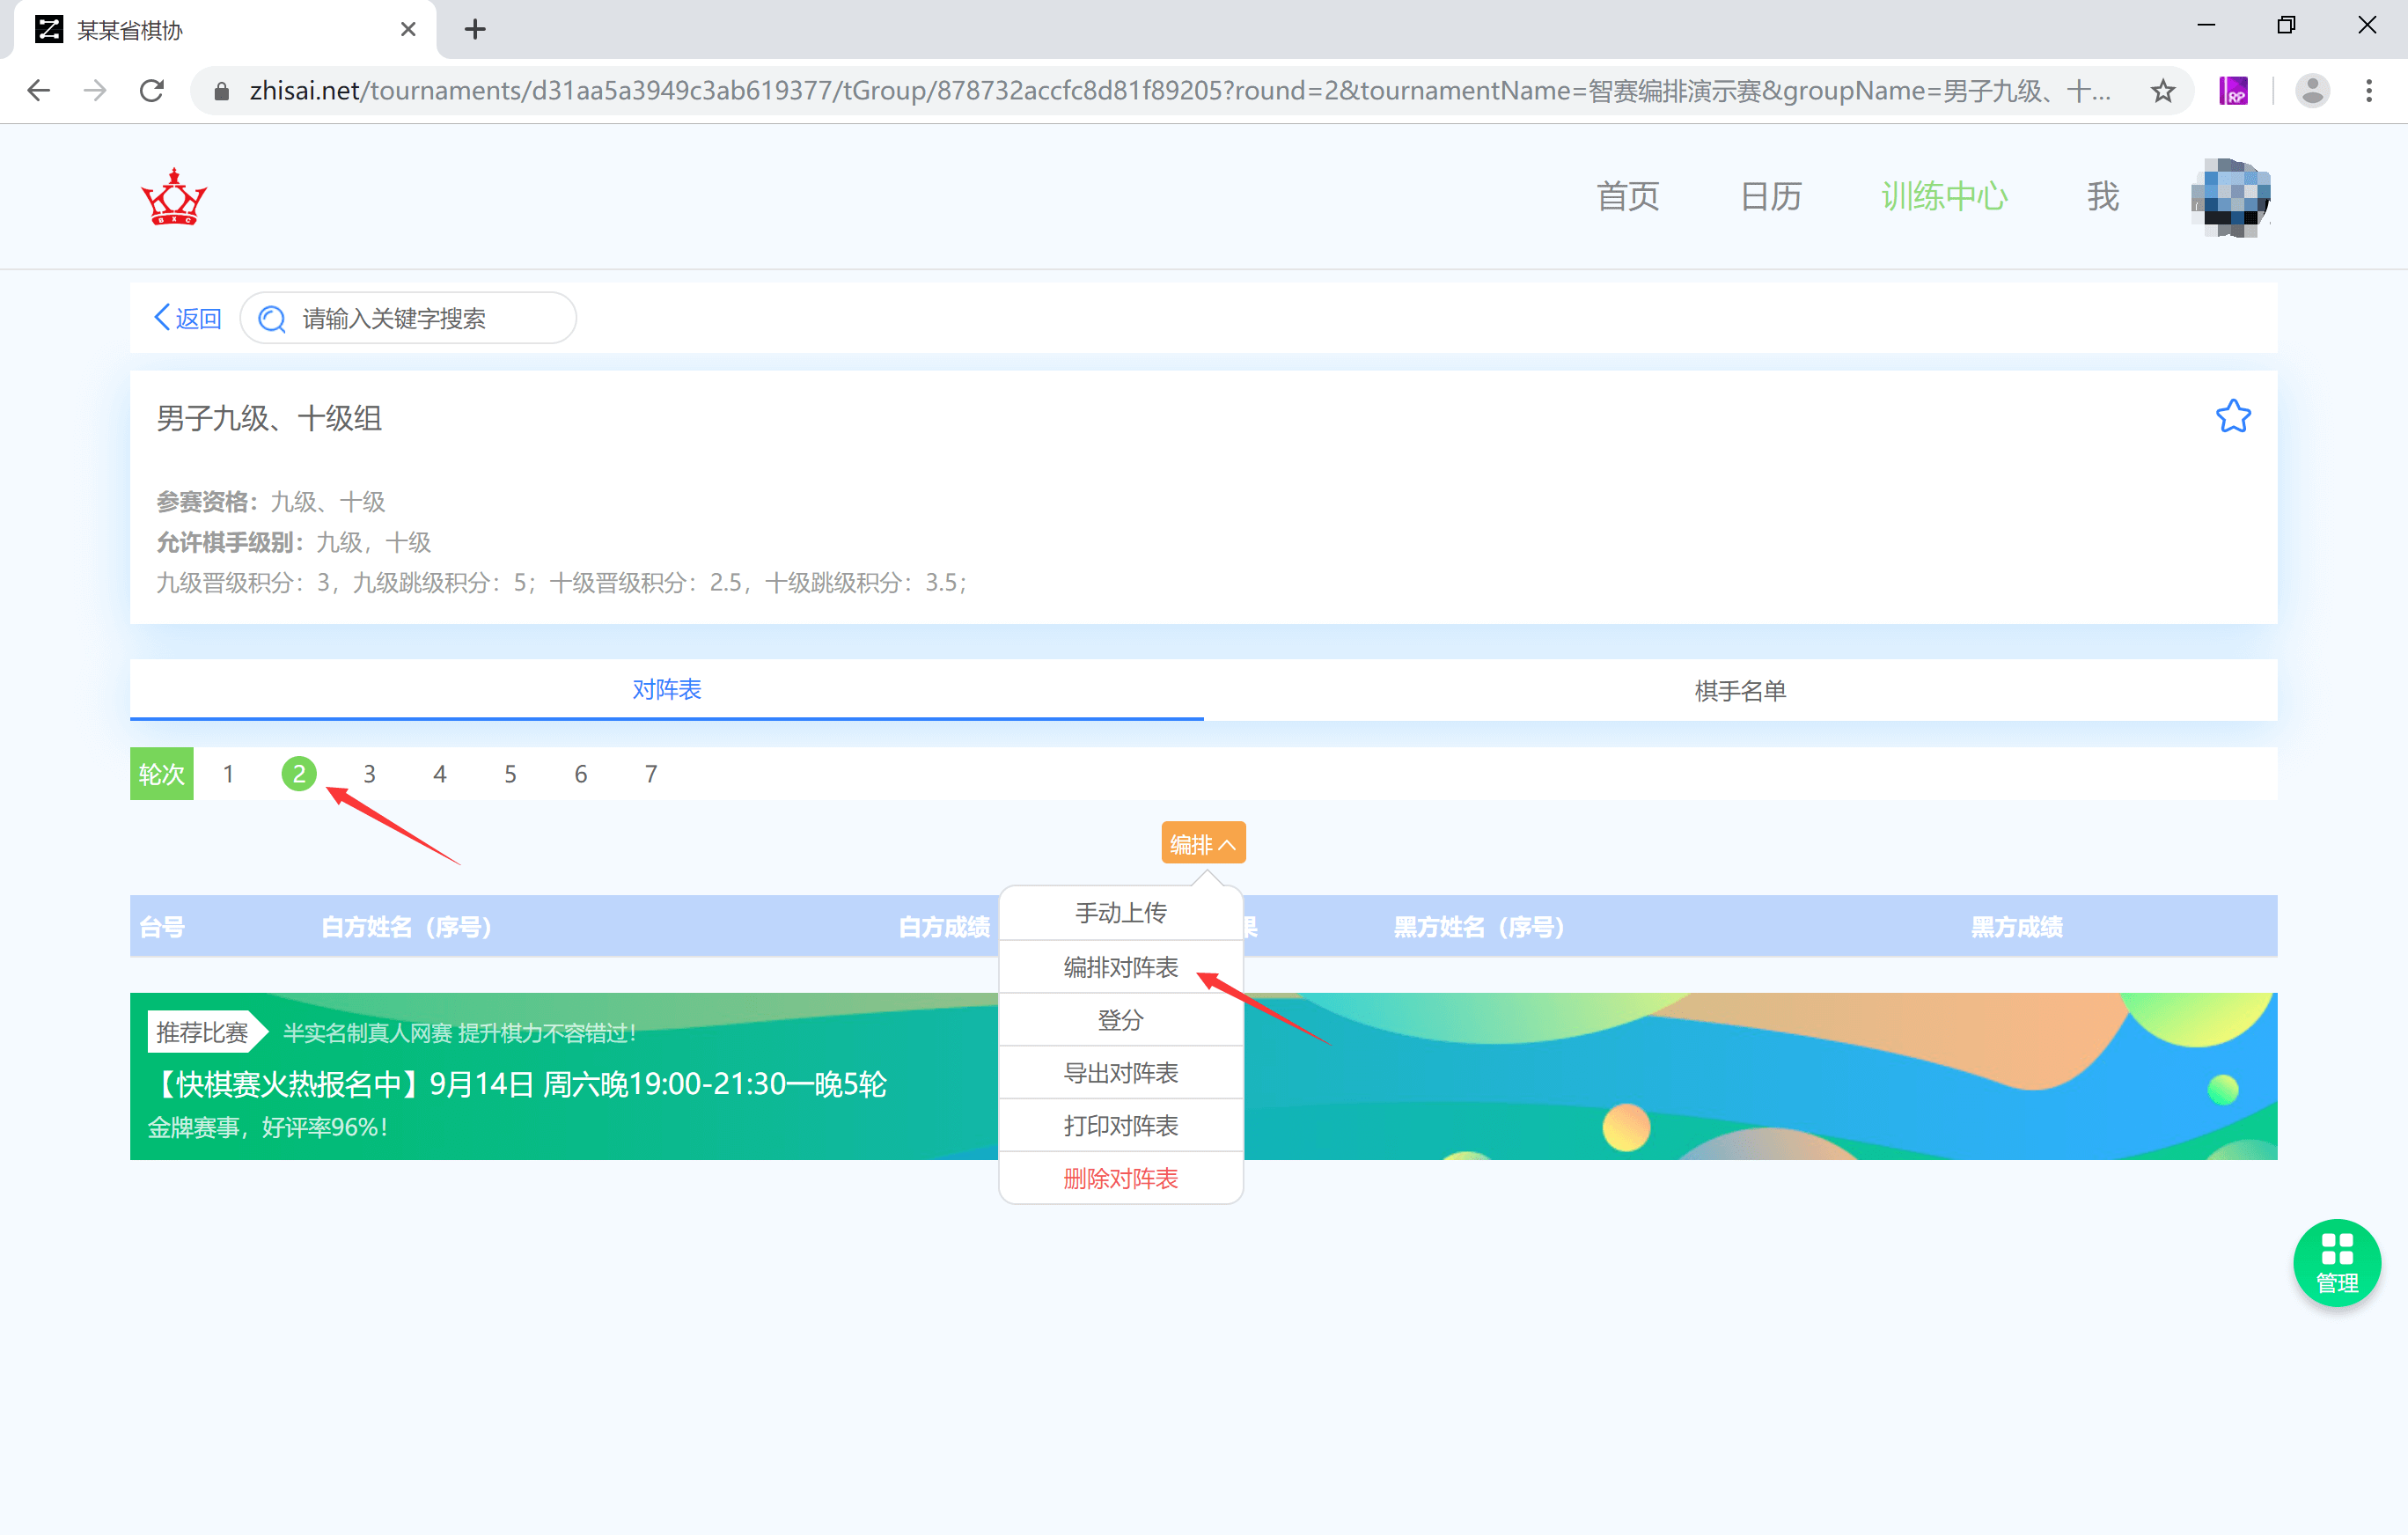 某某省棋协
zhisai.net/tournaments/d31aa5a3949c3ab619377/tGroup/878732accfc8d81f89205?round=2&tournamentName=智赛编排演示赛&groupName=男子九级、十...
RP
BXC
首页 日历 训练中心 我
返回 请输入关键字搜索
男子九级、十级组
参赛资格：九级、十级
允许棋手级别：九级，十级
九级晋级积分：3，九级跳级积分：5；十级晋级积分：2.5，十级跳级积分：3.5；
对阵表 棋手名单
轮次 1 2 3 4 5 6 7
编排
台号 白方姓名（序号） 白方成绩 果 黑方姓名（序号） 黑方成绩
手动上传
编排对阵表
登分
导出对阵表
打印对阵表
删除对阵表
推荐比赛 半实名制真人网赛 提升棋力不容错过！
【快棋赛火热报名中】9月14日 周六晚19:00-21:30一晚5轮
金牌赛事，好评率96%！
管理